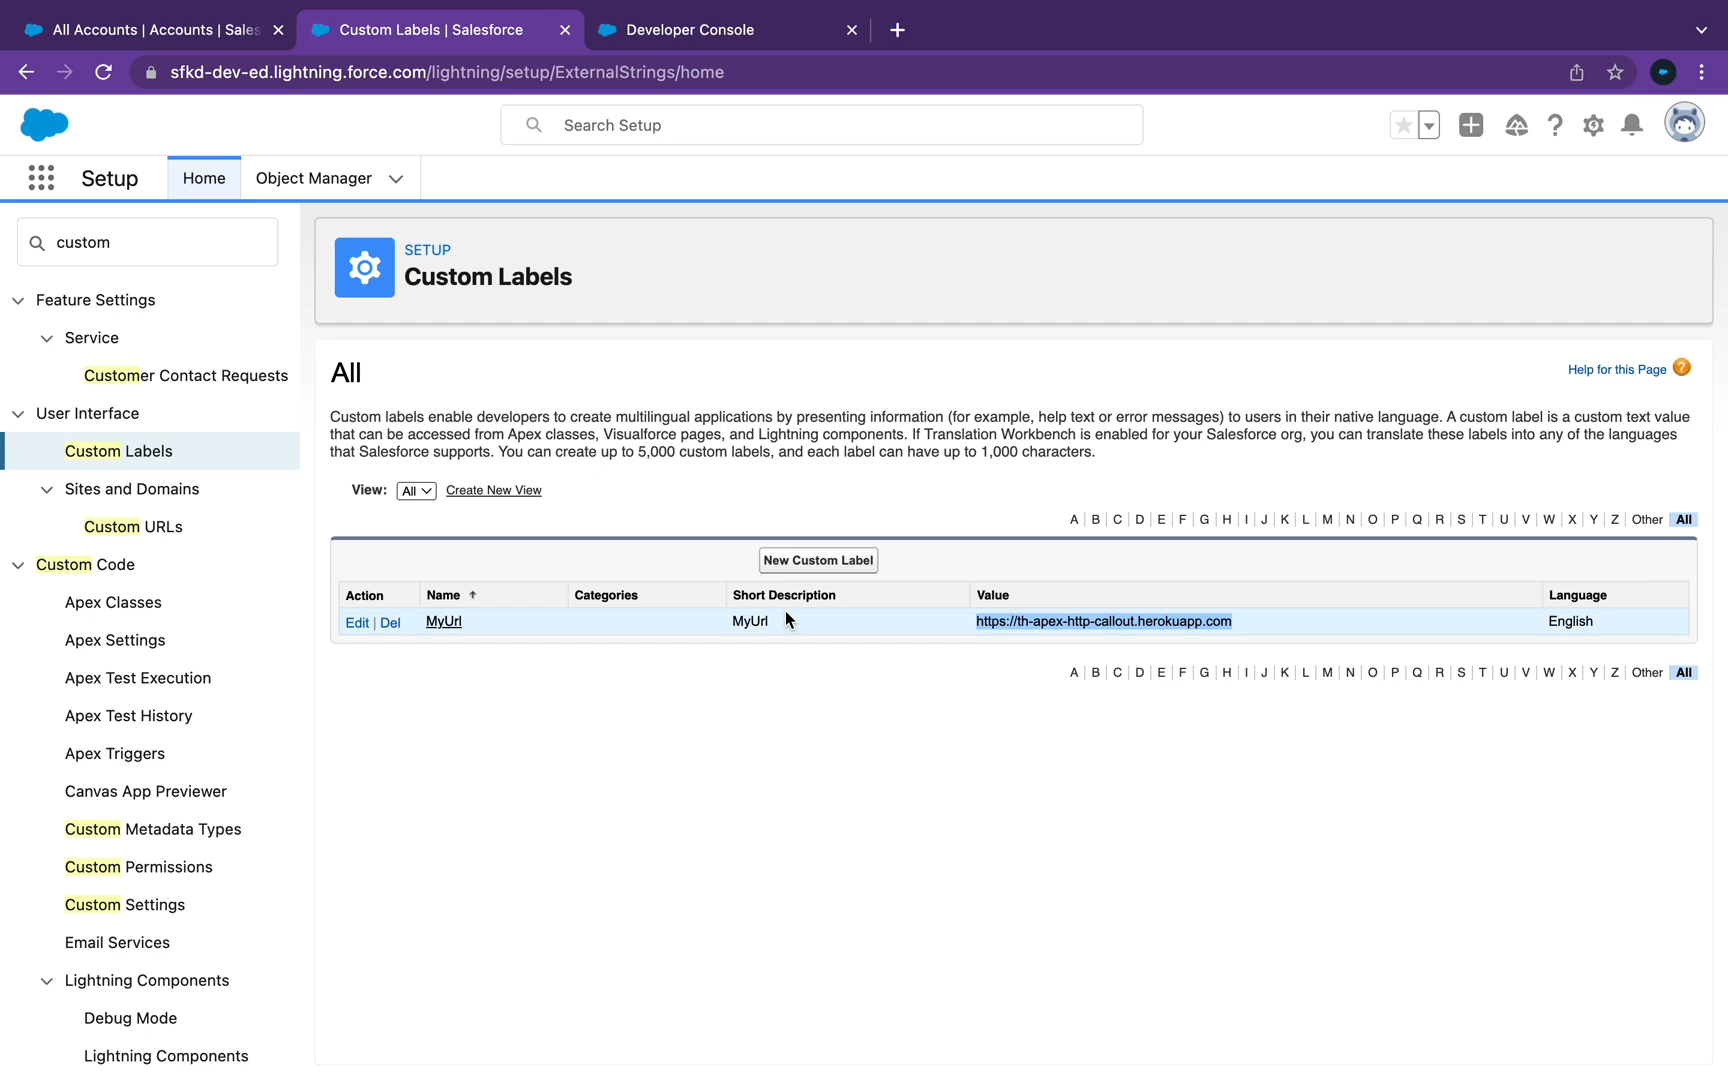 All Accounts | Accounts | Sales
Custom Labels | Salesforce
Developer Console
sfkd-dev-ed.lightning.force.com/lightning/setup/ExternalStrings/home
Search Setup
Setup
Home
Object Manager
custom
Feature Settings
Service
Customer Contact Requests
User Interface
Custom Labels
Sites and Domains
Custom URLs
Custom Code
Apex Classes
Apex Settings
Apex Test Execution
Apex Test History
Apex Triggers
Canvas App Previewer
Custom Metadata Types
Custom Permissions
Custom Settings
Email Services
Lightning Components
Debug Mode
Lightning Components
SETUP
Custom Labels
All
Help for this Page ?
Custom labels enable developers to create multilingual applications by presenting information (for example, help text or error messages) to users in their native language. A custom label is a custom text value
that can be accessed from Apex classes, Visualforce pages, and Lightning components. If Translation Workbench is enabled for your Salesforce org, you can translate these labels into any of the languages
that Salesforce supports. You can create up to 5,000 custom labels, and each label can have up to 1,000 characters.
View: All Create New View
A | B | C | D | E | F | G | H | I | J | K | L | M | N | O | P | Q | R | S | T | U | V | W | X | Y | Z | Other | All
New Custom Label
Action Name Categories Short Description Value Language
Edit | Del MyUrl MyUrl https://th-apex-http-callout.herokuapp.com English
A | B | C | D | E | F | G | H | I | J | K | L | M | N | O | P | Q | R | S | T | U | V | W | X | Y | Z | Other | All